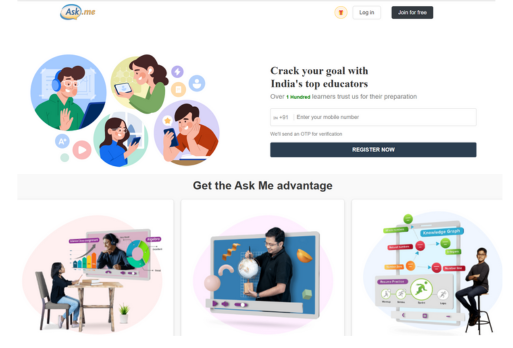 Ask.me
Log in
Join for free
Crack your goal with
India's top educators
Over 1 Hundred learners trust us for their preparation
+91
Enter your mobile number
We'll send an OTP for verification
REGISTER NOW
Get the Ask Me advantage
Knowledge Graph